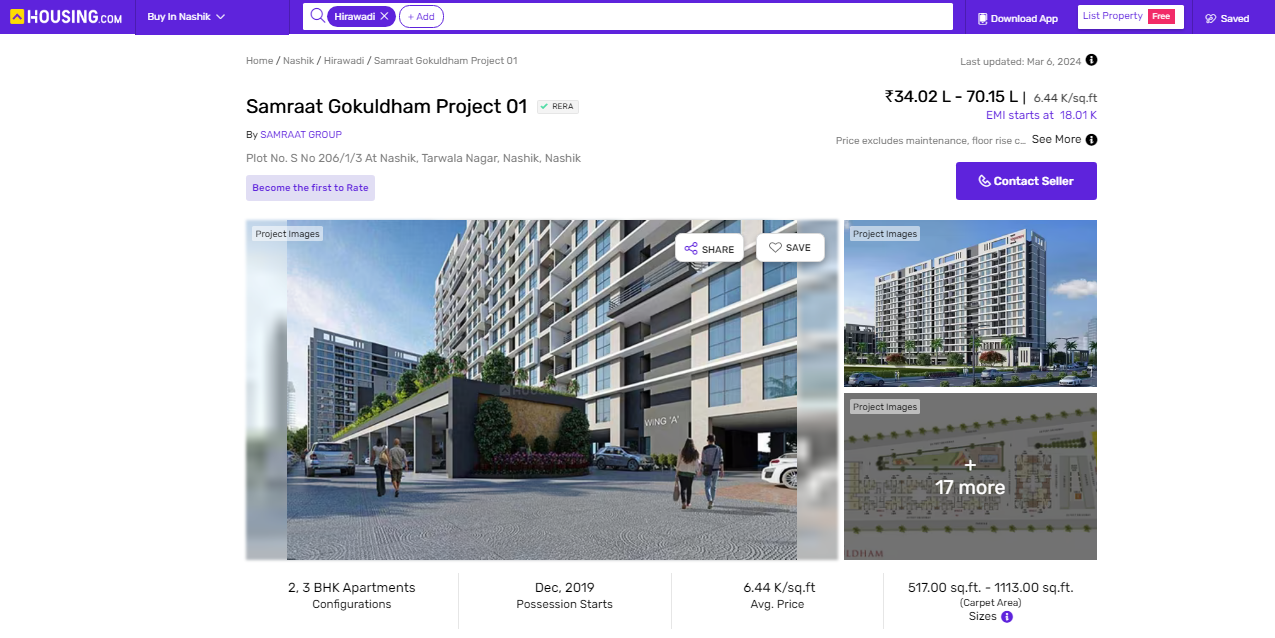 HOUSING.COM
Buy In Nashik
Hirawadi
+ Add
Download App
List Property Free
Saved
Home / Nashik / Hirawadi / Samraat Gokuldham Project 01
Last updated: Mar 6, 2024
Samraat Gokuldham Project 01
RERA
₹34.02 L - 70.15 L | 6.44 K/sq.ft
EMI starts at 18.01 K
By SAMRAAT GROUP
Price excludes maintenance, floor rise c... See More
Plot No. S No 206/1/3 At Nashik, Tarwala Nagar, Nashik, Nashik
Become the first to Rate
Contact Seller
Project Images
SHARE
SAVE
HOUSING
WING 'A'
Project Images
Project Images
+
17 more
LDHAM
2, 3 BHK Apartments
Configurations
Dec, 2019
Possession Starts
6.44 K/sq.ft
Avg. Price
517.00 sq.ft. - 1113.00 sq.ft.
(Carpet Area)
Sizes